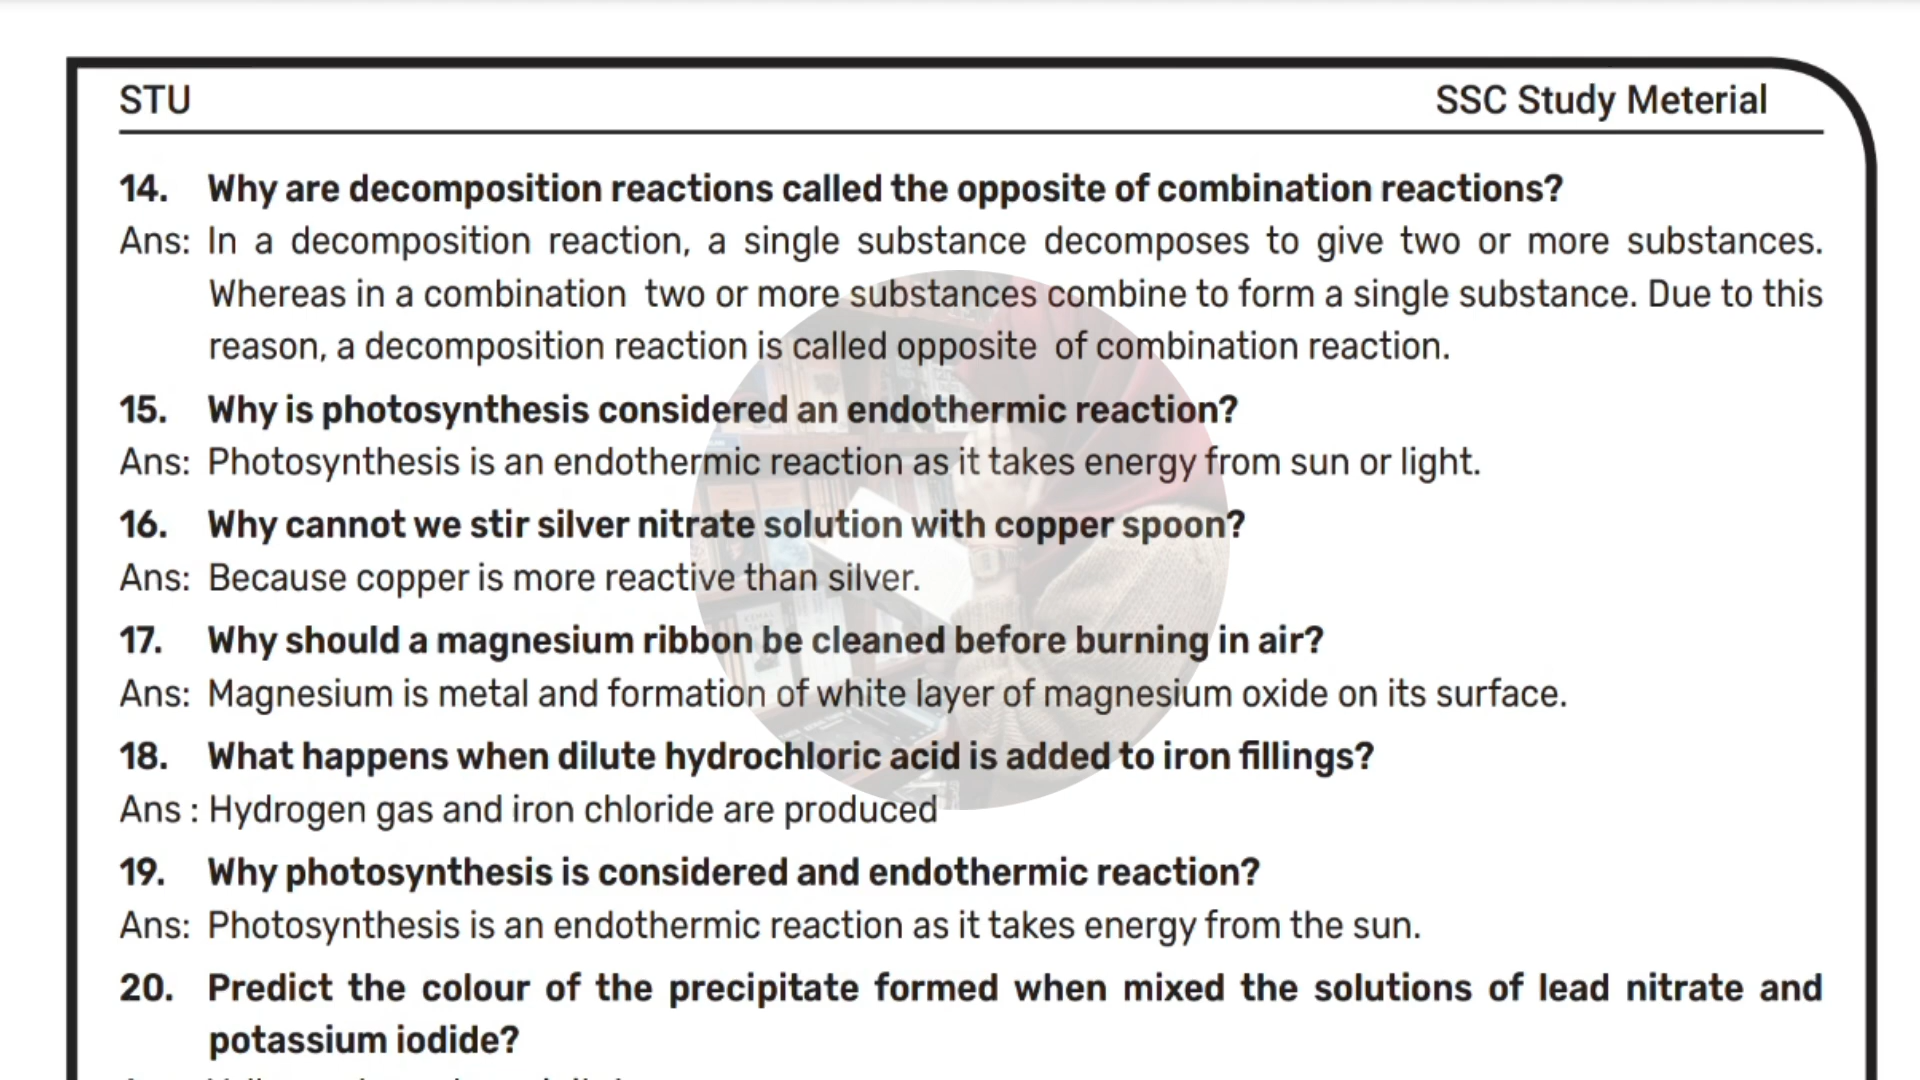 STU
SSC Study Meterial
14. Why are decomposition reactions called the opposite of combination reactions?
Ans: In a decomposition reaction, a single substance decomposes to give two or more substances.
Whereas in a combination two or more substances combine to form a single substance. Due to this
reason, a decomposition reaction is called opposite of combination reaction.
15. Why is photosynthesis considered an endothermic reaction?
Ans: Photosynthesis is an endothermic reaction as it takes energy from sun or light.
16. Why cannot we stir silver nitrate solution with copper spoon?
Ans: Because copper is more reactive than silver.
17. Why should a magnesium ribbon be cleaned before burning in air?
Ans: Magnesium is metal and formation of white layer of magnesium oxide on its surface.
18. What happens when dilute hydrochloric acid is added to iron fillings?
Ans : Hydrogen gas and iron chloride are produced
19. Why photosynthesis is considered and endothermic reaction?
Ans: Photosynthesis is an endothermic reaction as it takes energy from the sun.
20. Predict the colour of the precipitate formed when mixed the solutions of lead nitrate and
potassium iodide?